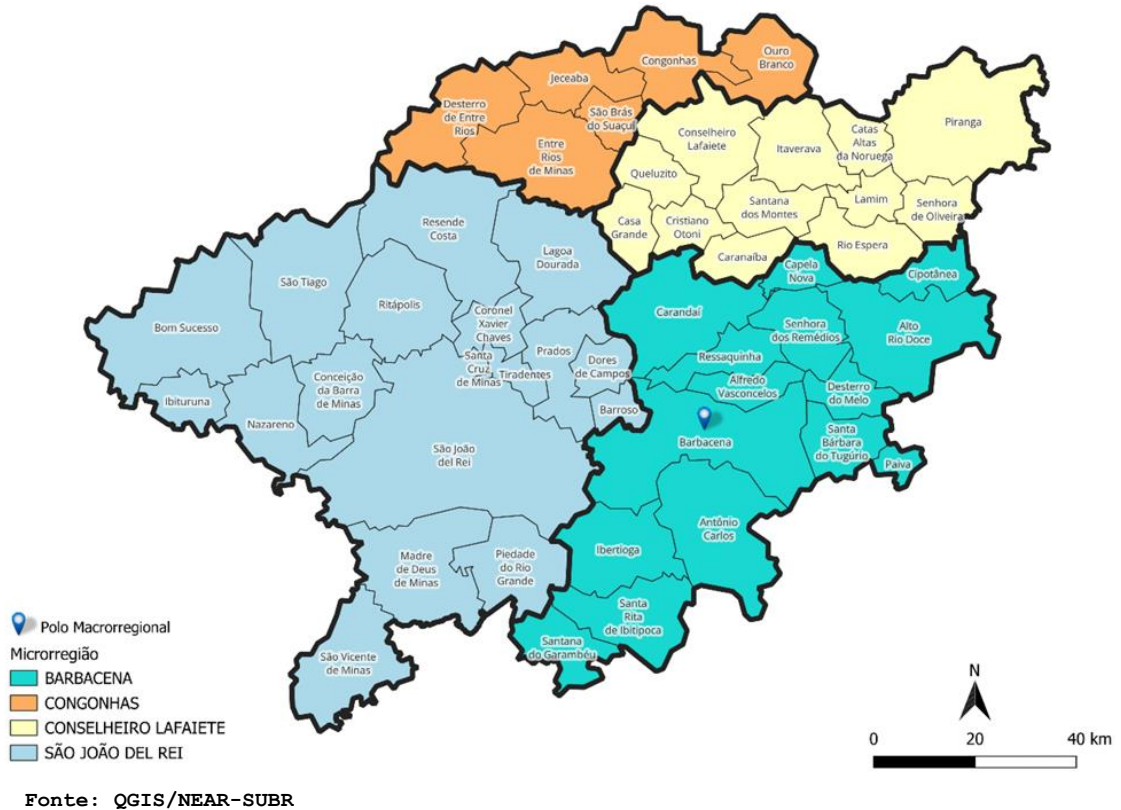 Congonhas
Ouro
Branco
Jeceaba
Desterro
de Entre
Rios
São Brás
do Suaçuí
Entre
Rios
de Minas
Piranga
Conselheiro
Lafaiete
Itaverava
Catas
Altas
da Noruega
Queluzito
Casa
Grande
Cristiano
Otoni
Santana
dos Montes
Lamim
Senhora
de Oliveira
Caranaíba
Rio Espera
Resende
Costa
Lagoa
Dourada
São Tiago
Ritápolis
Bom Sucesso
Coronel
Xavier
Chaves
Santa
Cruz
de Minas
Tiradentes
Prados
Dores
de Campos
Barroso
Conceição
da Barra
de Minas
Ibituruna
Nazareno
São João
del Rei
Madre
de Deus
de Minas
Piedade
do Rio
Grande
São Vicente
de Minas
Capela
Nova
Cipotânea
Carandaí
Senhora
dos Remédios
Alto
Rio Doce
Ressaquinha
Alfredo
Vasconcelos
Desterro
do Melo
Barbacena
Santa
Bárbara
do Tugúrio
Paiva
Antônio
Carlos
Ibertioga
Santa
Rita
de Ibitipoca
Santana
do Garambéu
Polo Macrorregional
Microrregião
BARBACENA
CONGONHAS
CONSELHEIRO LAFAIETE
SÃO JOÃO DEL REI
N
0 20 40 km
Fonte: QGIS/NEAR-SUBR